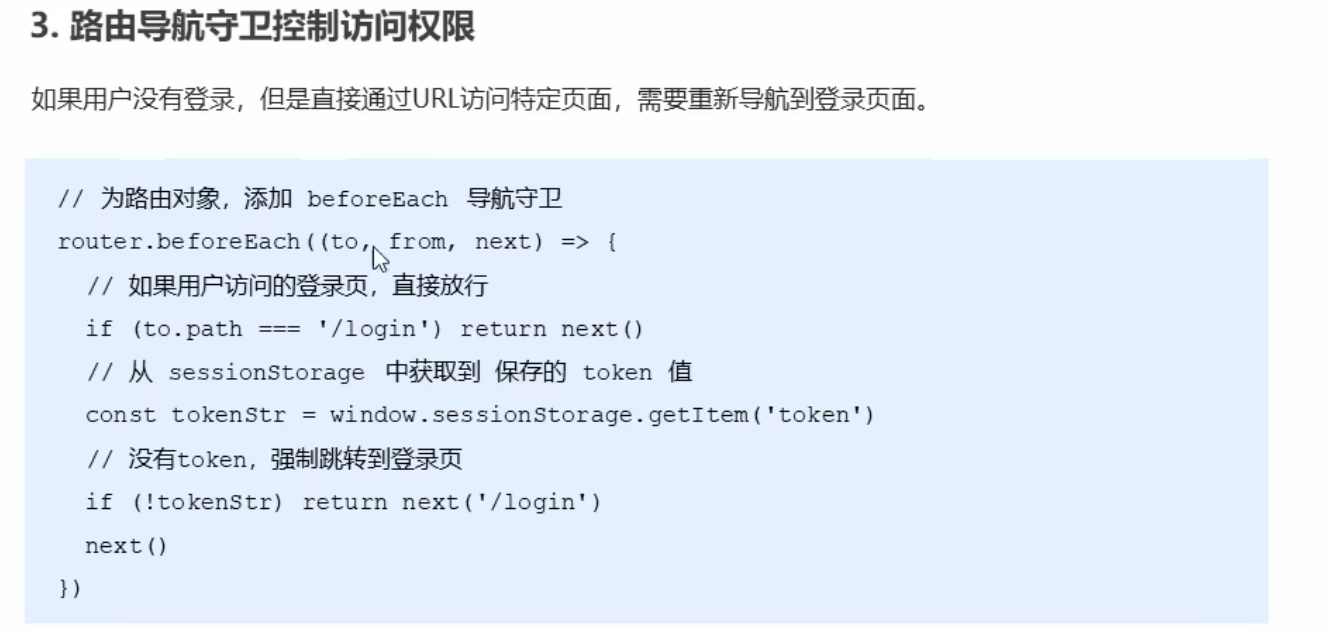 3. 路由导航守卫控制访问权限
如果用户没有登录，但是直接通过URL访问特定页面，需要重新导航到登录页面。
// 为路由对象，添加 beforeEach 导航守卫
router.beforeEach((to, from, next) => {
// 如果用户访问的登录页，直接放行
if (to.path === '/login') return next()
// 从 sessionStorage 中获取到 保存的 token 值
const tokenStr = window.sessionStorage.getItem('token')
// 没有token，强制跳转到登录页
if (!tokenStr) return next('/login')
next()
})